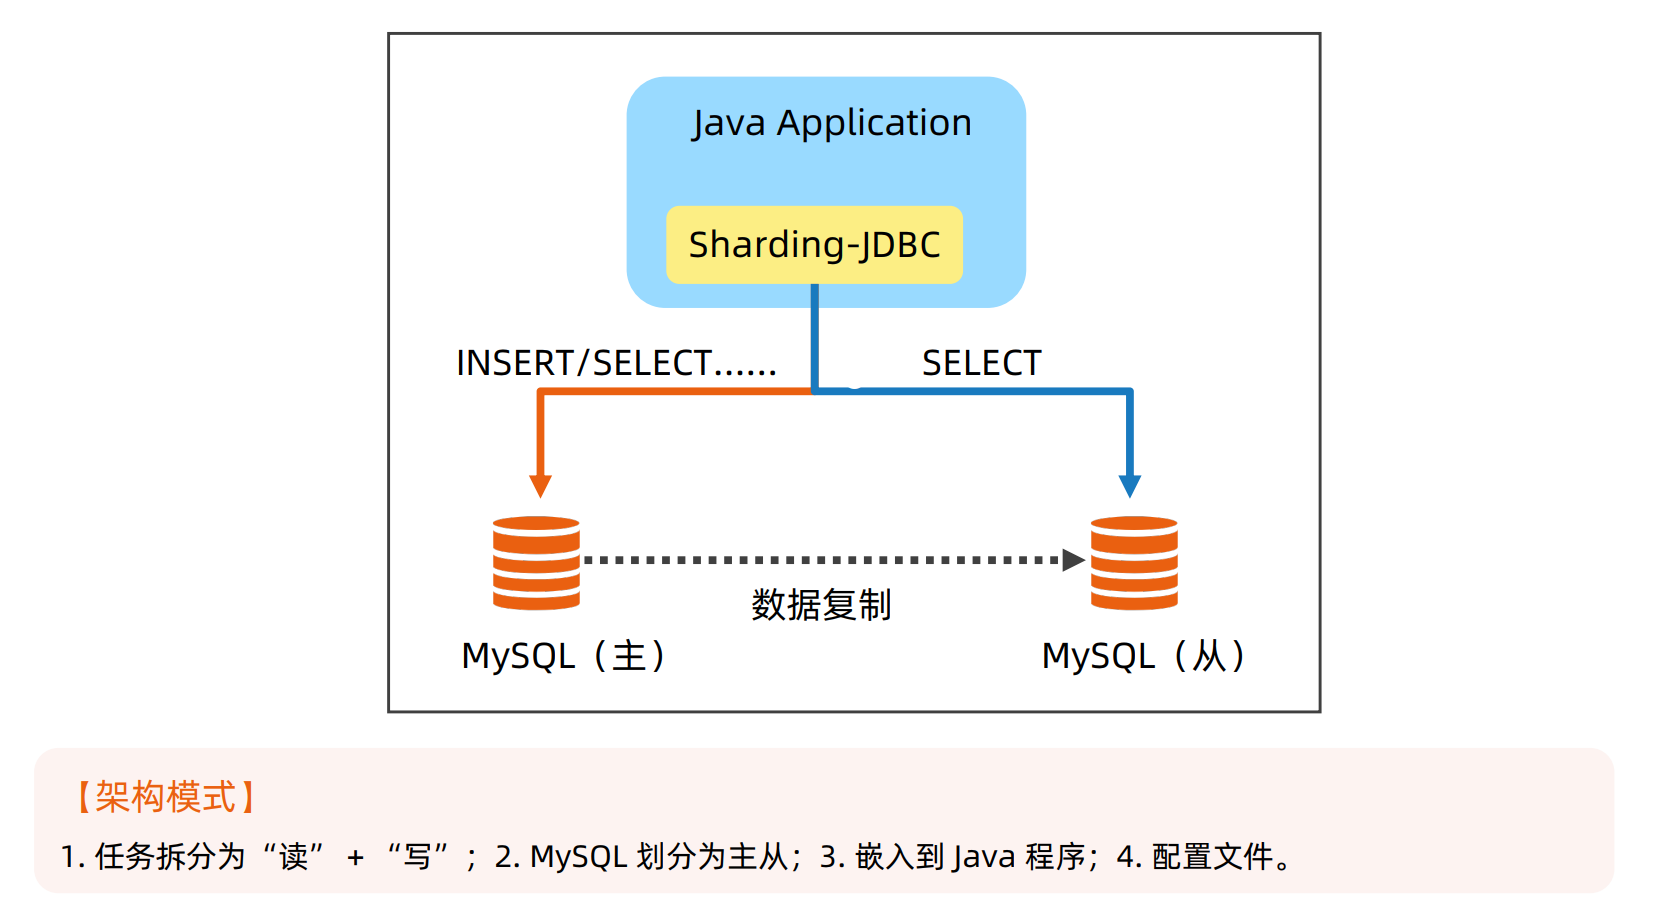 Java Application
Sharding-JDBC
INSERT/SELECT......
SELECT
数据复制
MySQL（主）
MySQL（从）
【架构模式】
1. 任务拆分为“读” + “写”；2. MySQL 划分为主从；3. 嵌入到 Java 程序；4. 配置文件。